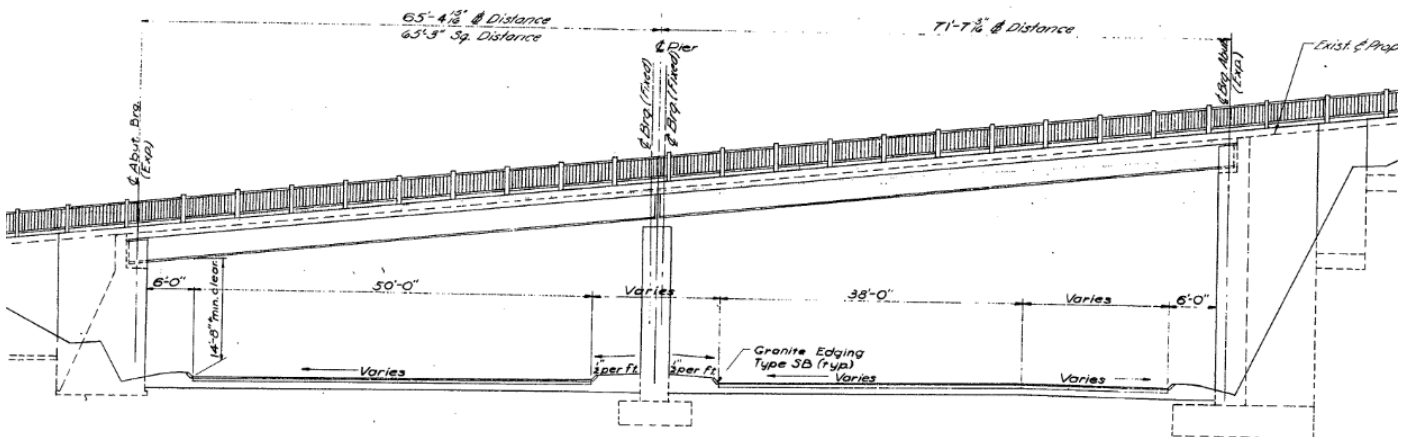 65'-4 15/16" ⅊ Distance
65'-3" Sq. Distance
71'-7 5/16" ⅊ Distance
℄ Pier
Exist. ℄ Prop
℄ Abut. Brg.
(Exp.)
℄ Brg. (Fixed)
℄ Brg. (Fixed)
℄ Brg. Abut.
(Exp.)
6'-0"
50'-0"
Varies
38'-0"
Varies
6'-0"
14'-8"± min. clear.
Varies
per ft.
per ft.
Granite Edging
Type SB (typ.)
Varies
Varies